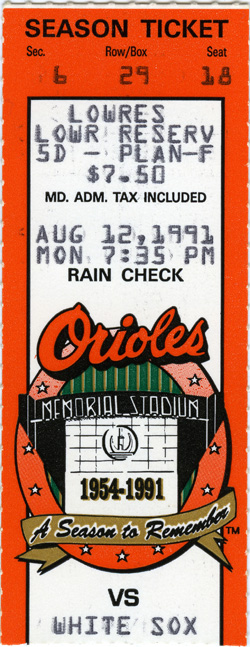 SEASON TICKET
Sec. Row/Box Seat
6 29 18
LOWRES
LOWR RESERV
5D - PLAN-F
$7.50
MD. ADM. TAX INCLUDED
AUG 12,1991
MON 7:35 PM
RAIN CHECK
Orioles
MEMORIAL STADIUM
1954-1991
A Season to Remember
TM
VS
WHITE SOX